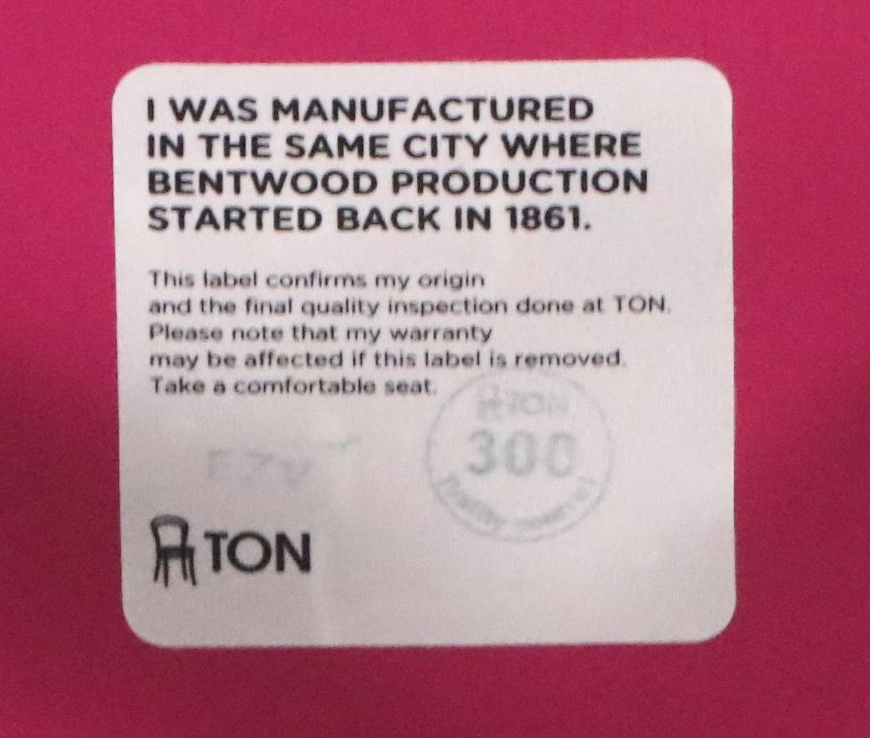 I WAS MANUFACTURED
IN THE SAME CITY WHERE
BENTWOOD PRODUCTION
STARTED BACK IN 1861.
This label confirms my origin
and the final quality inspection done at TON.
Please note that my warranty
may be affected if this label is removed.
Take a comfortable seat.
TON
300
TON